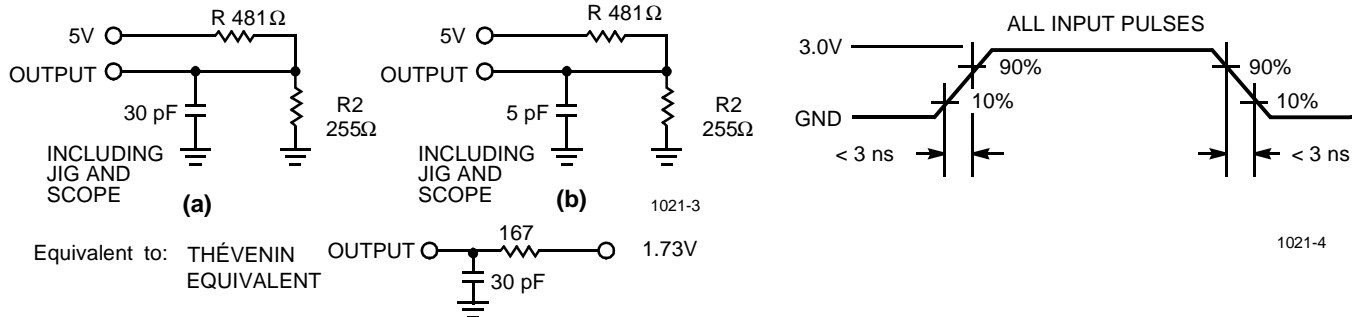 R 481Ω
5V
OUTPUT
30 pF
R2
255Ω
INCLUDING
JIG AND
SCOPE
(a)
R 481Ω
5V
OUTPUT
5 pF
R2
255Ω
INCLUDING
JIG AND
SCOPE
(b)
1021-3
Equivalent to: THÉVENIN
EQUIVALENT
OUTPUT
167
1.73V
30 pF
ALL INPUT PULSES
3.0V
90%
90%
10%
10%
GND
< 3 ns
< 3 ns
1021-4